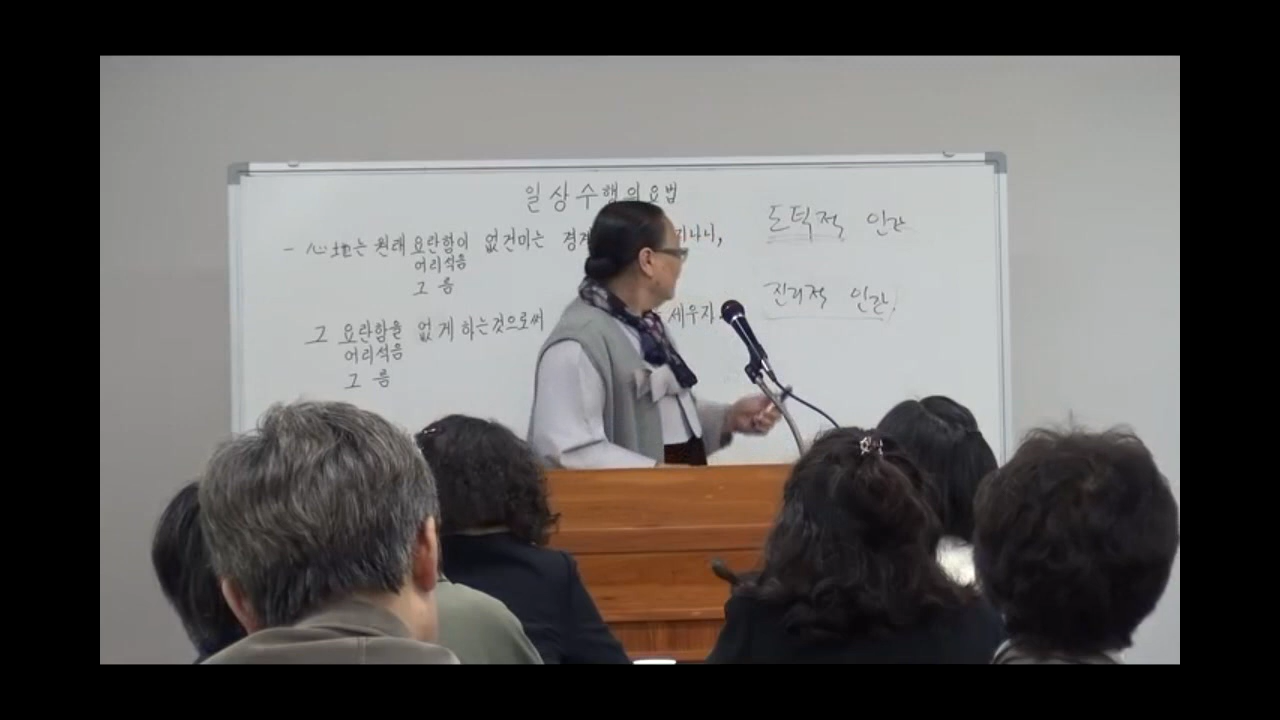 일상수행의 요법
- 心地는 원래 요란함이 없건마는 경계 지나니,
어리석음
그름
그 요란함을 없게 하는것으로써 세우자.
어리석음
그름
도덕적 인간
진리적 인간!